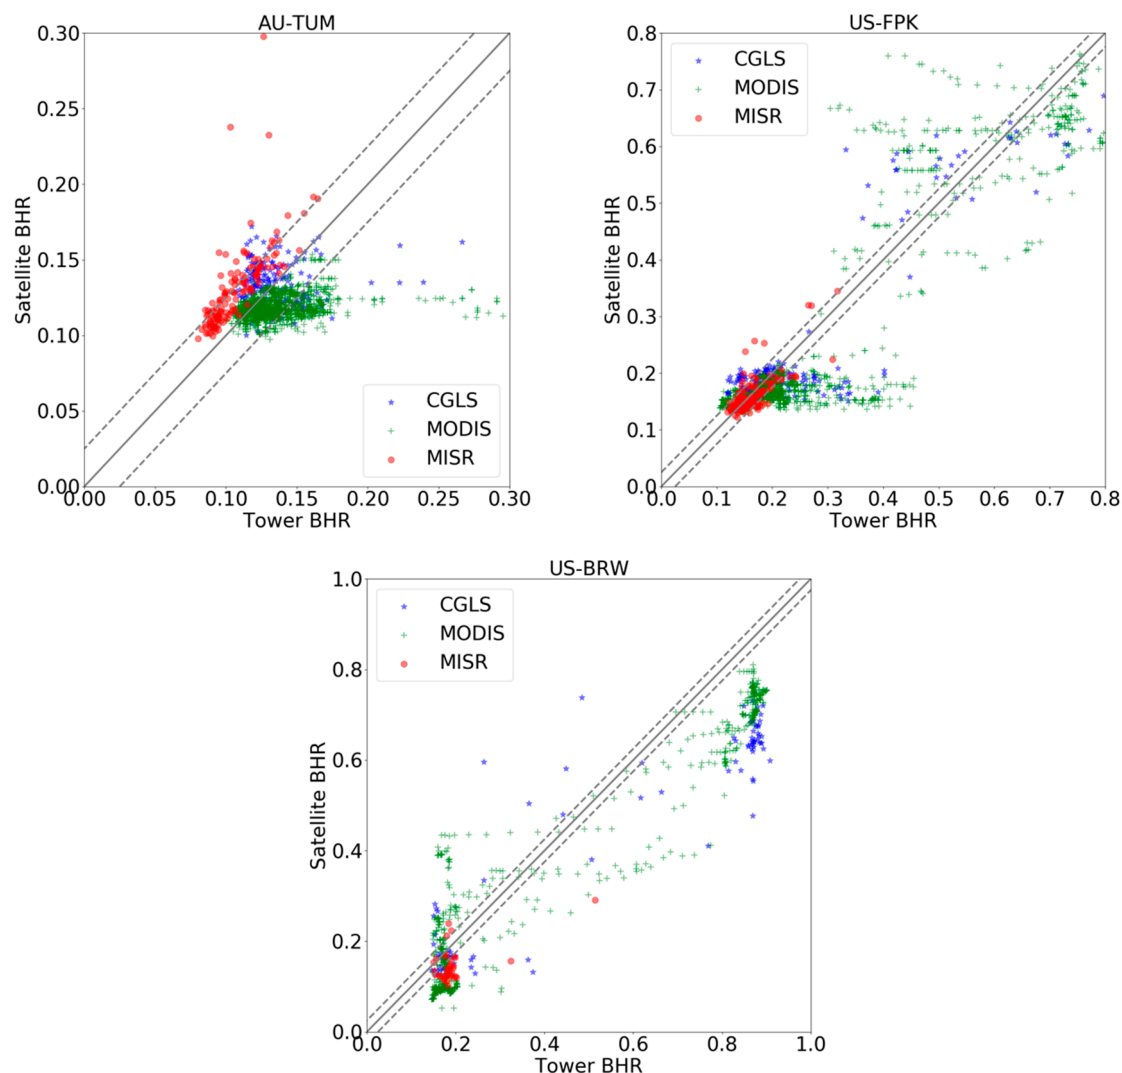 AU-TUM
0.30
0.25
0.20
0.15
0.10
0.05
0.00
Satellite BHR
CGLS
MODIS
MISR
0.00 0.05 0.10 0.15 0.20 0.25 0.30
Tower BHR
US-FPK
0.8
0.7
0.6
0.5
0.4
0.3
0.2
0.1
0.0
Satellite BHR
CGLS
MODIS
MISR
0.0 0.1 0.2 0.3 0.4 0.5 0.6 0.7 0.8
Tower BHR
US-BRW
1.0
0.8
0.6
0.4
0.2
0.0
Satellite BHR
CGLS
MODIS
MISR
0.0 0.2 0.4 0.6 0.8 1.0
Tower BHR